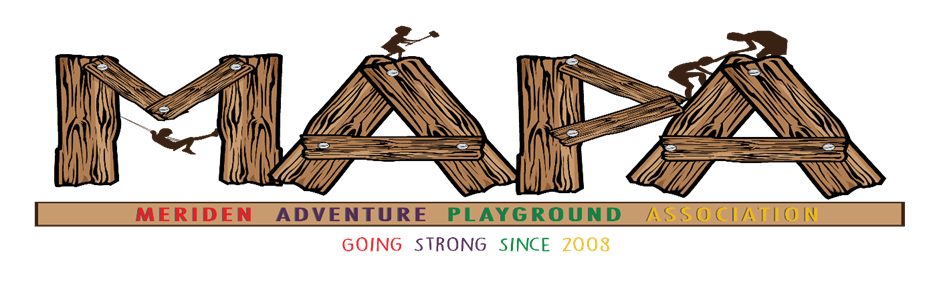 MAPA
MERIDEN ADVENTURE PLAYGROUND ASSOCIATION
GOING STRONG SINCE 2008